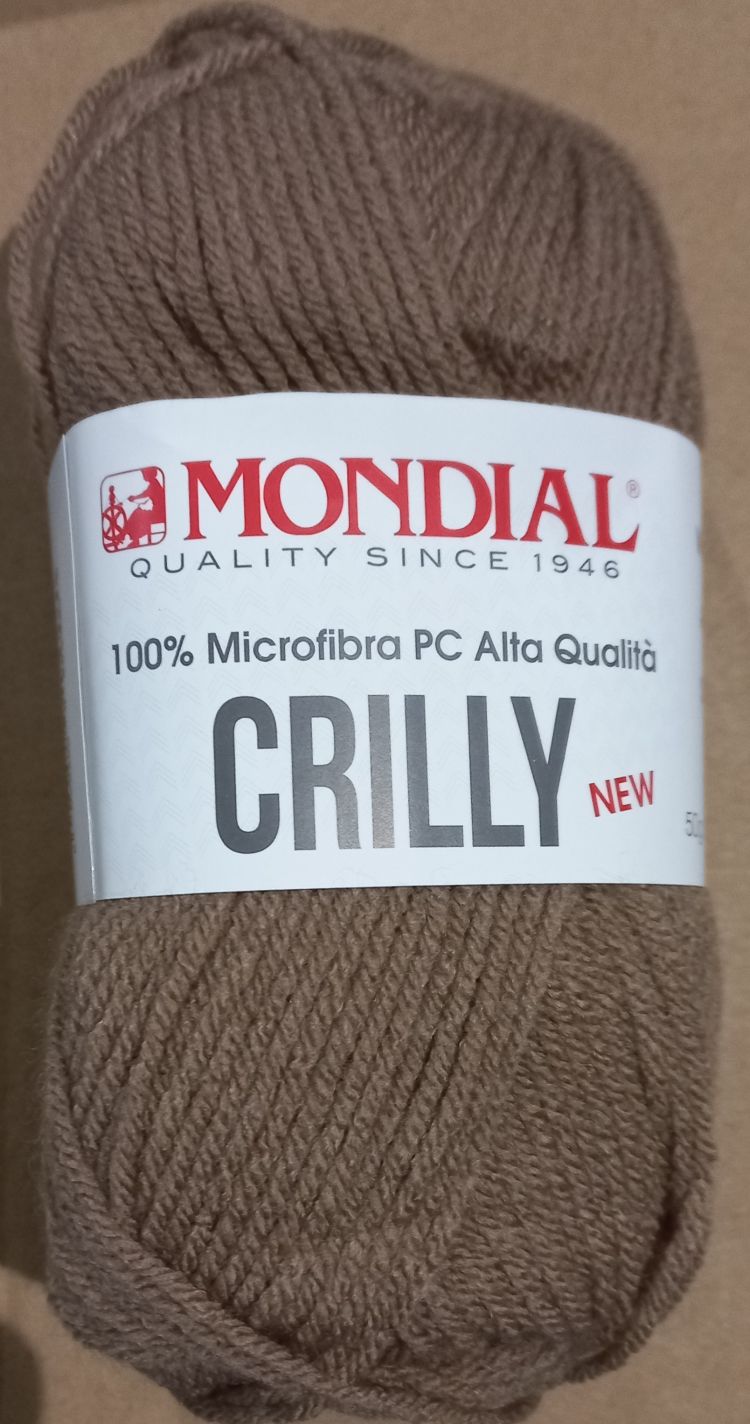 MONDIAL®
QUALITY SINCE 1946
100% Microfibra PC Alta Qualità
CRILLY
NEW